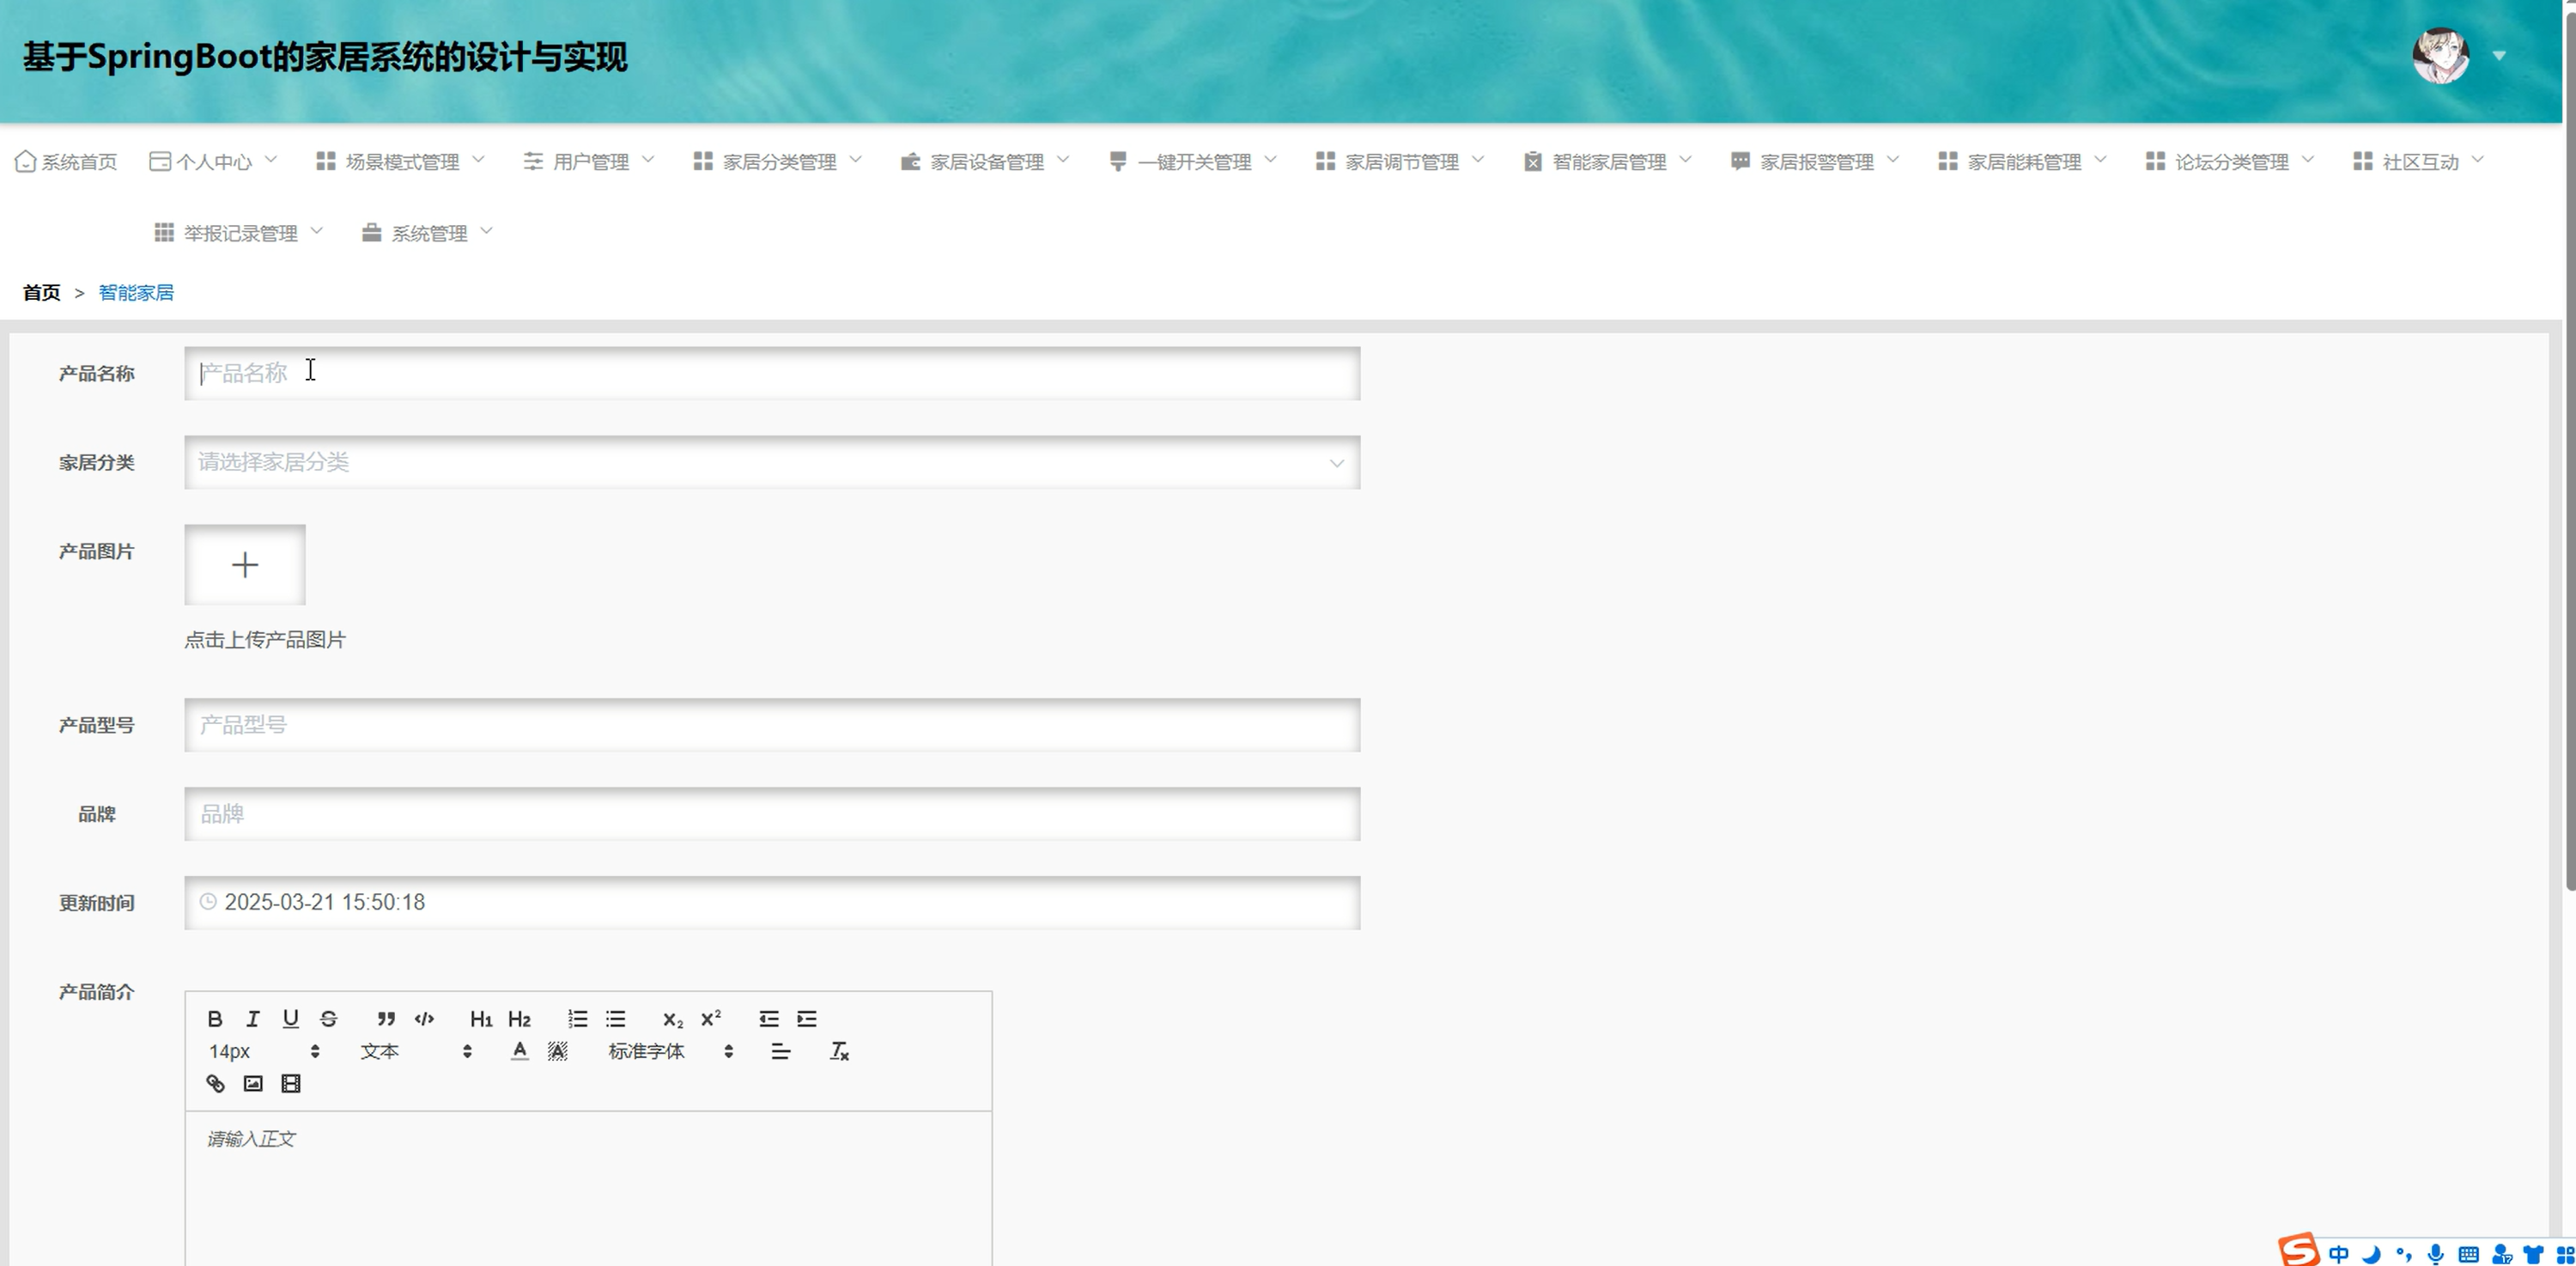 基于SpringBoot的家居系统的设计与实现
系统首页 个人中心 场景模式管理 用户管理 家居分类管理 家居设备管理 一键开关管理 家居调节管理 智能家居管理 家居报警管理 家居能耗管理 论坛分类管理 社区互动
举报记录管理 系统管理
首页 > 智能家居
产品名称 产品名称
家居分类 请选择家居分类
产品图片
点击上传产品图片
产品型号 产品型号
品牌 品牌
更新时间 2025-03-21 15:50:18
产品简介
B I U S H1 H2 x2 x2
14px 文本 A A 标准字体
请输入正文
中